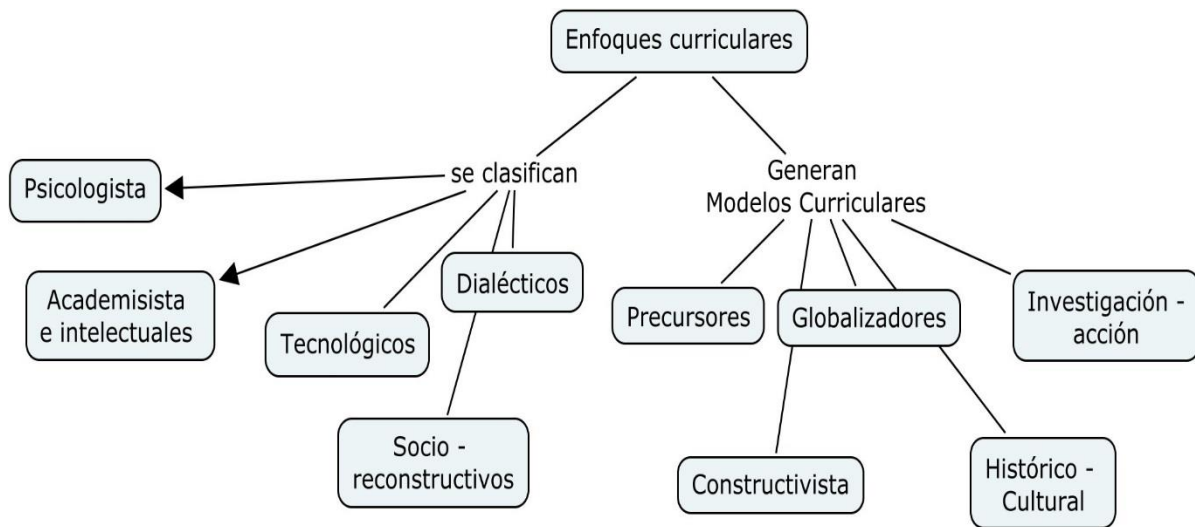 Enfoques curriculares
se clasifican
Generan
Modelos Curriculares
Psicologista
Academisista
e intelectuales
Tecnológicos
Dialécticos
Socio -
reconstructivos
Precursores
Globalizadores
Investigación -
acción
Constructivista
Histórico -
Cultural